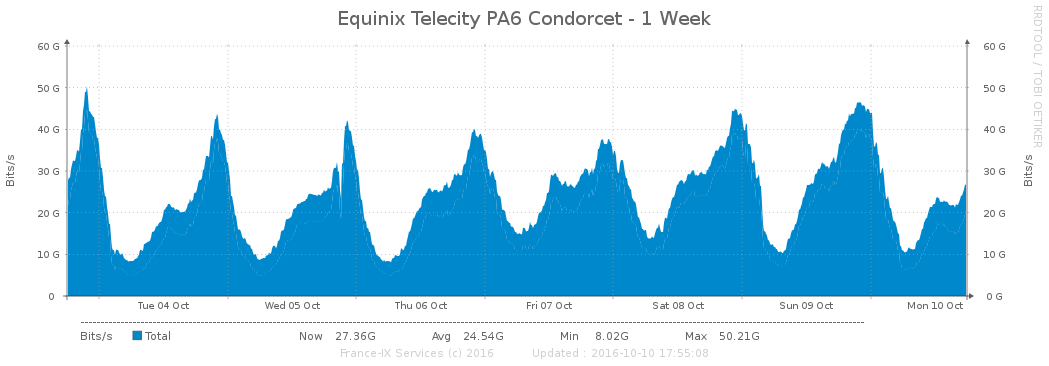 Equinix Telecity PA6 Condorcet - 1 Week
RRDTOOL / TOBI OETIKER
Bits/s
60 G
50 G
40 G
30 G
20 G
10 G
0
60 G
50 G
40 G
30 G
20 G
10 G
0 G
Bits/s
Tue 04 Oct Wed 05 Oct Thu 06 Oct Fri 07 Oct Sat 08 Oct Sun 09 Oct Mon 10 Oct
Bits/s Total Now 27.36G Avg 24.54G Min 8.02G Max 50.21G
France-IX Services (c) 2016 Updated : 2016-10-10 17:55:08